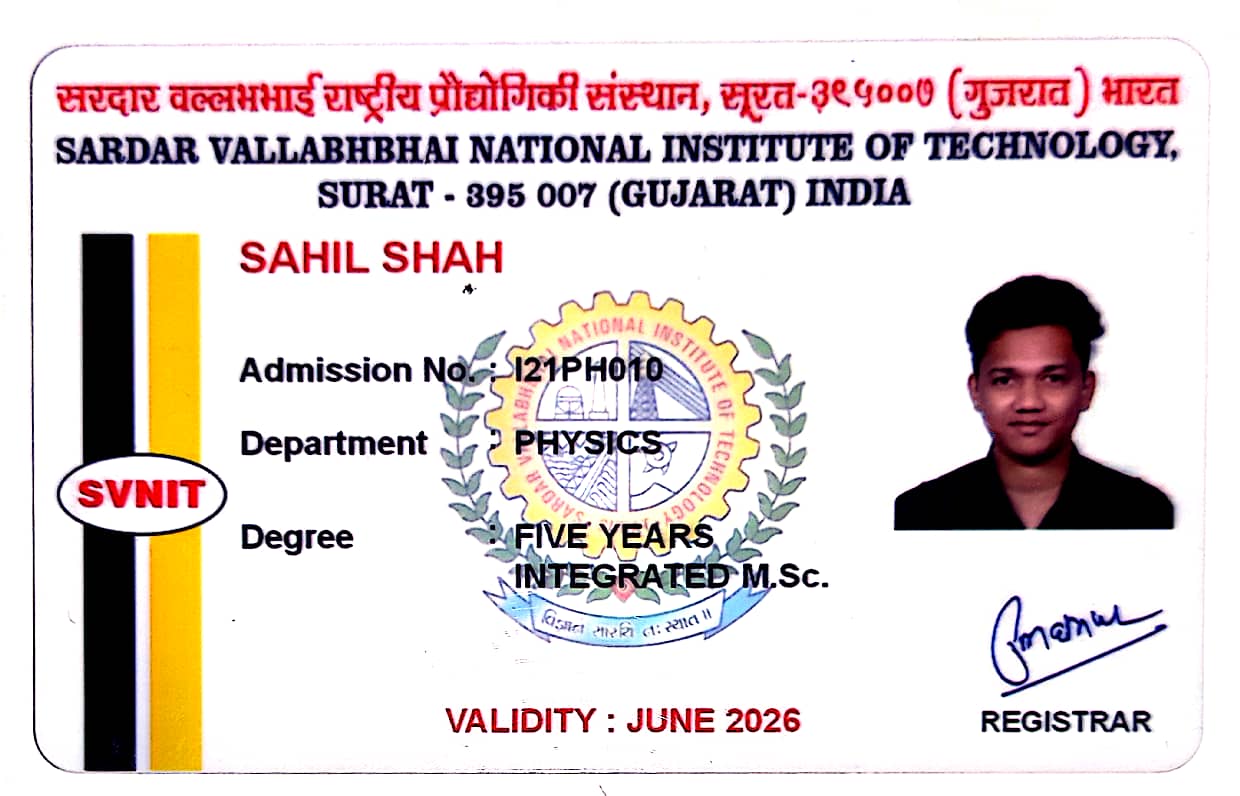 सरदार वल्लभभाई राष्ट्रीय प्रौद्योगिकी संस्थान, सूरत-३९५००७ (गुजरात) भारत
SARDAR VALLABHBHAI NATIONAL INSTITUTE OF TECHNOLOGY,
SURAT - 395 007 (GUJARAT) INDIA
SAHIL SHAH
Admission No. : I21PH010
Department : PHYSICS
SVNIT
Degree : FIVE YEARS
INTEGRATED M.Sc.
SARDAR VALLABHBHAI NATIONAL INSTITUTE OF TECHNOLOGY
विज्ञान सारथि नः स्यात॥
VALIDITY : JUNE 2026
REGISTRAR